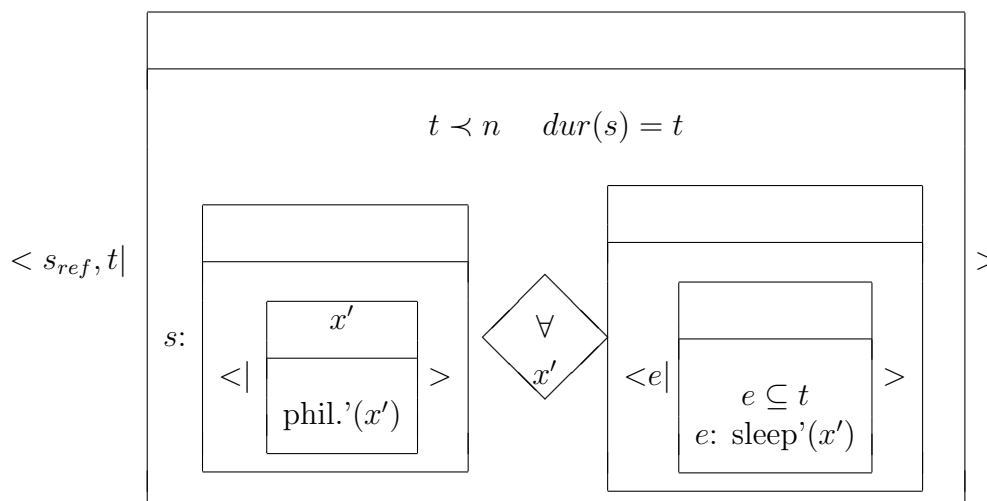 t ≺ n dur(s) = t
< s_ref, t| >
x′
∀
s: <| > x′ <e| >
e ⊆ t
phil.’(x′)
e: sleep’(x′)